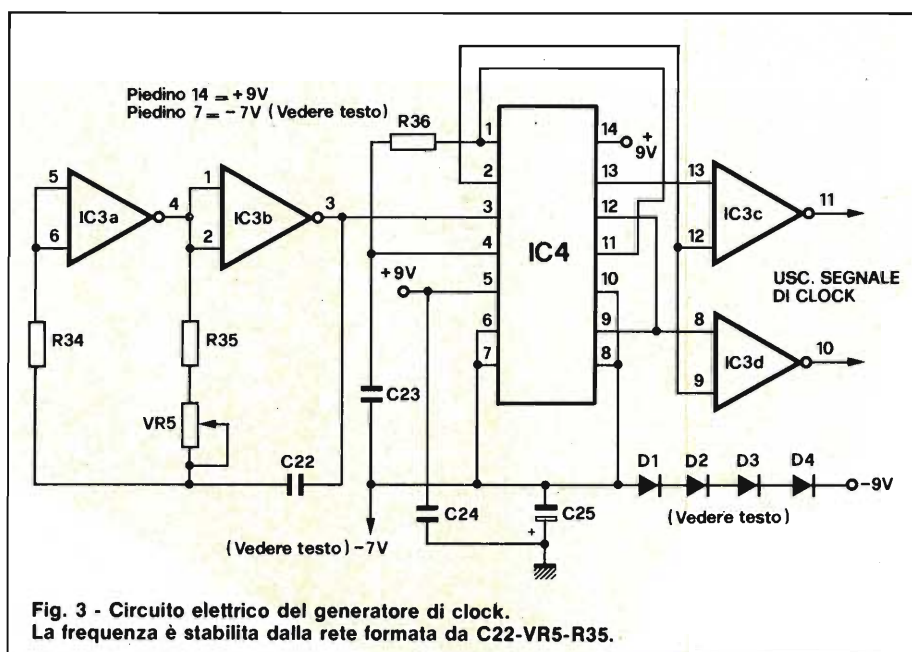 Piedino 14 = +9V
Piedino 7 = -7V (Vedere testo)
R36
1
14
+
9V
2
13
13
11
IC3c
5
4
1
3
3
12
12
IC3a
IC3b
6
2
4
11
IC4
USC. SEGNALE
DI CLOCK
+9V
5
10
R34
R35
6
9
8
10
IC3d
7
8
9
VR5
C23
C22
D1
D2
D3
D4
-9V
C24
C25
+
(Vedere testo)
(Vedere testo) -7V
Fig. 3 - Circuito elettrico del generatore di clock.
La frequenza è stabilita dalla rete formata da C22-VR5-R35.